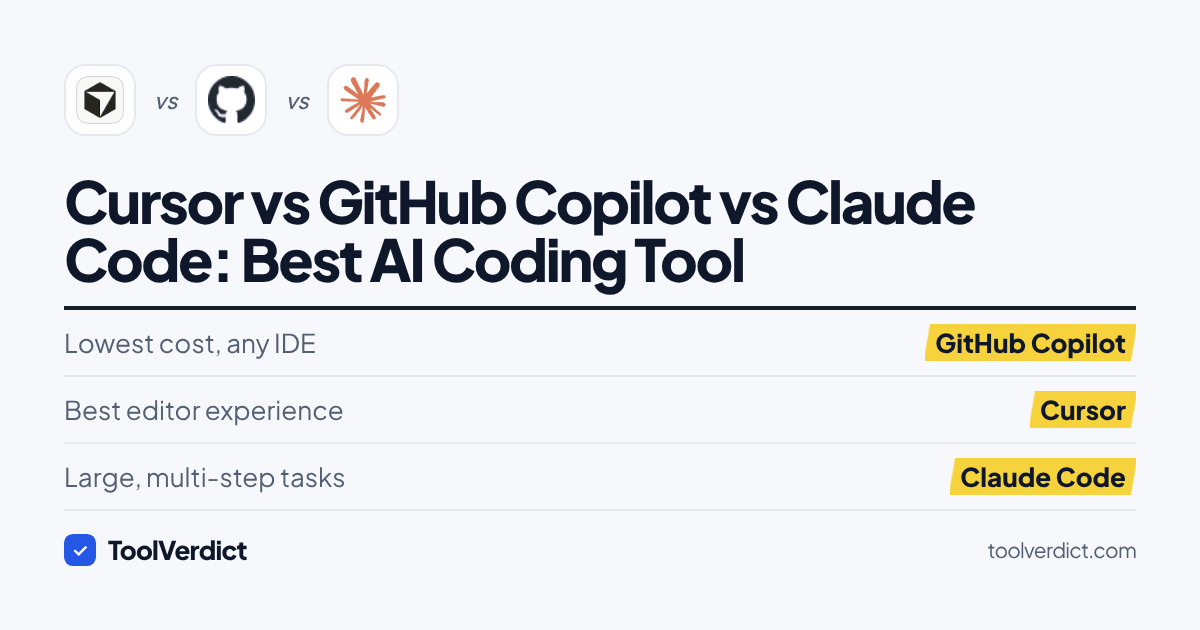 vs vs
Cursor vs GitHub Copilot vs Claude
Code: Best AI Coding Tool
Lowest cost, any IDE GitHub Copilot
Best editor experience Cursor
Large, multi-step tasks Claude Code
ToolVerdict toolverdict.com